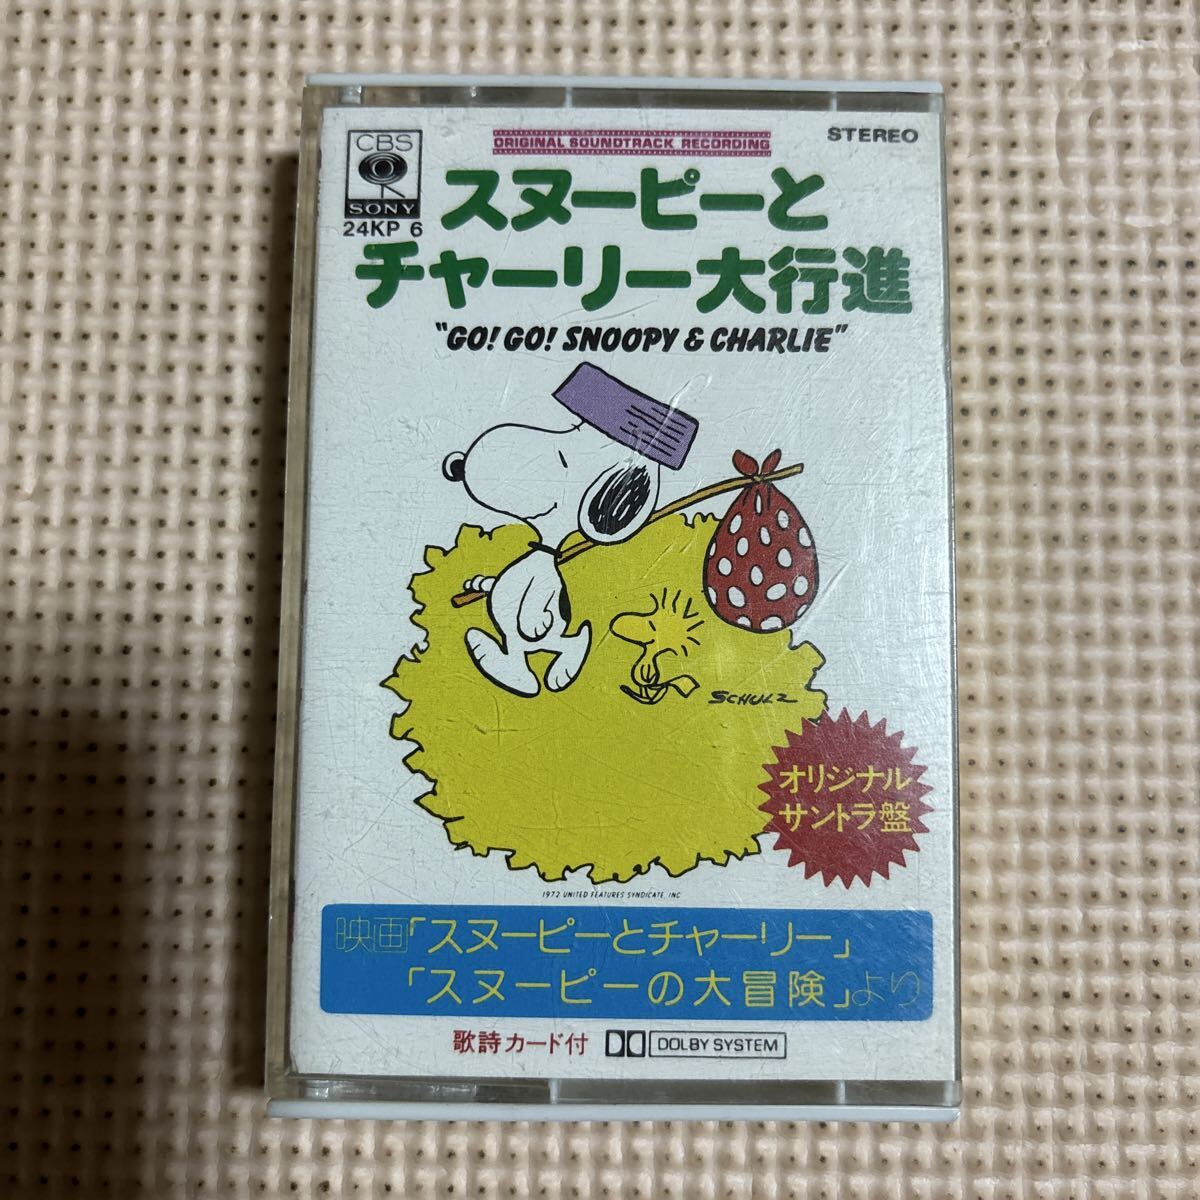 CBS
SONY
24KP 6
ORIGINAL SOUNDTRACK RECORDING
STEREO
スヌーピーと
チャーリー大行進
"GO! GO! SNOOPY & CHARLIE"
SCHULZ
オリジナル
サントラ盤
1972 UNITED FEATURES SYNDICATE, INC
映画「スヌーピーとチャーリー」
「スヌーピーの大冒険」より
歌詩カード付
DOLBY SYSTEM